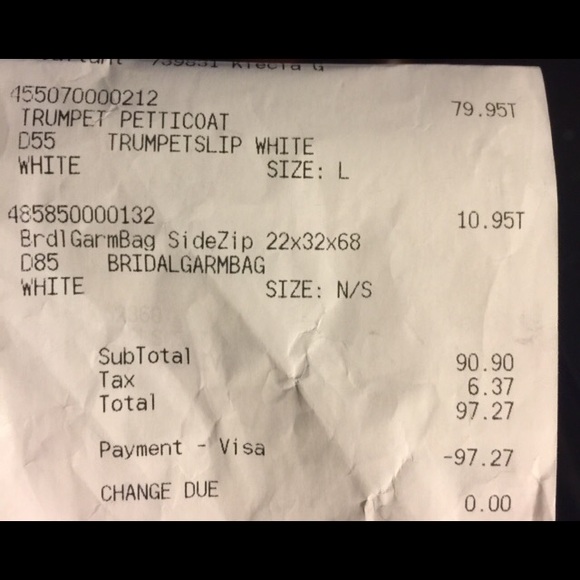 455070000212 79.95T
TRUMPET PETTICOAT
D55 TRUMPETSLIP WHITE
WHITE SIZE: L
485850000132 10.95T
BrdlGarmBag SideZip 22x32x68
D85 BRIDALGARMBAG
WHITE SIZE: N/S
SubTotal 90.90
Tax 6.37
Total 97.27
Payment - Visa -97.27
CHANGE DUE 0.00